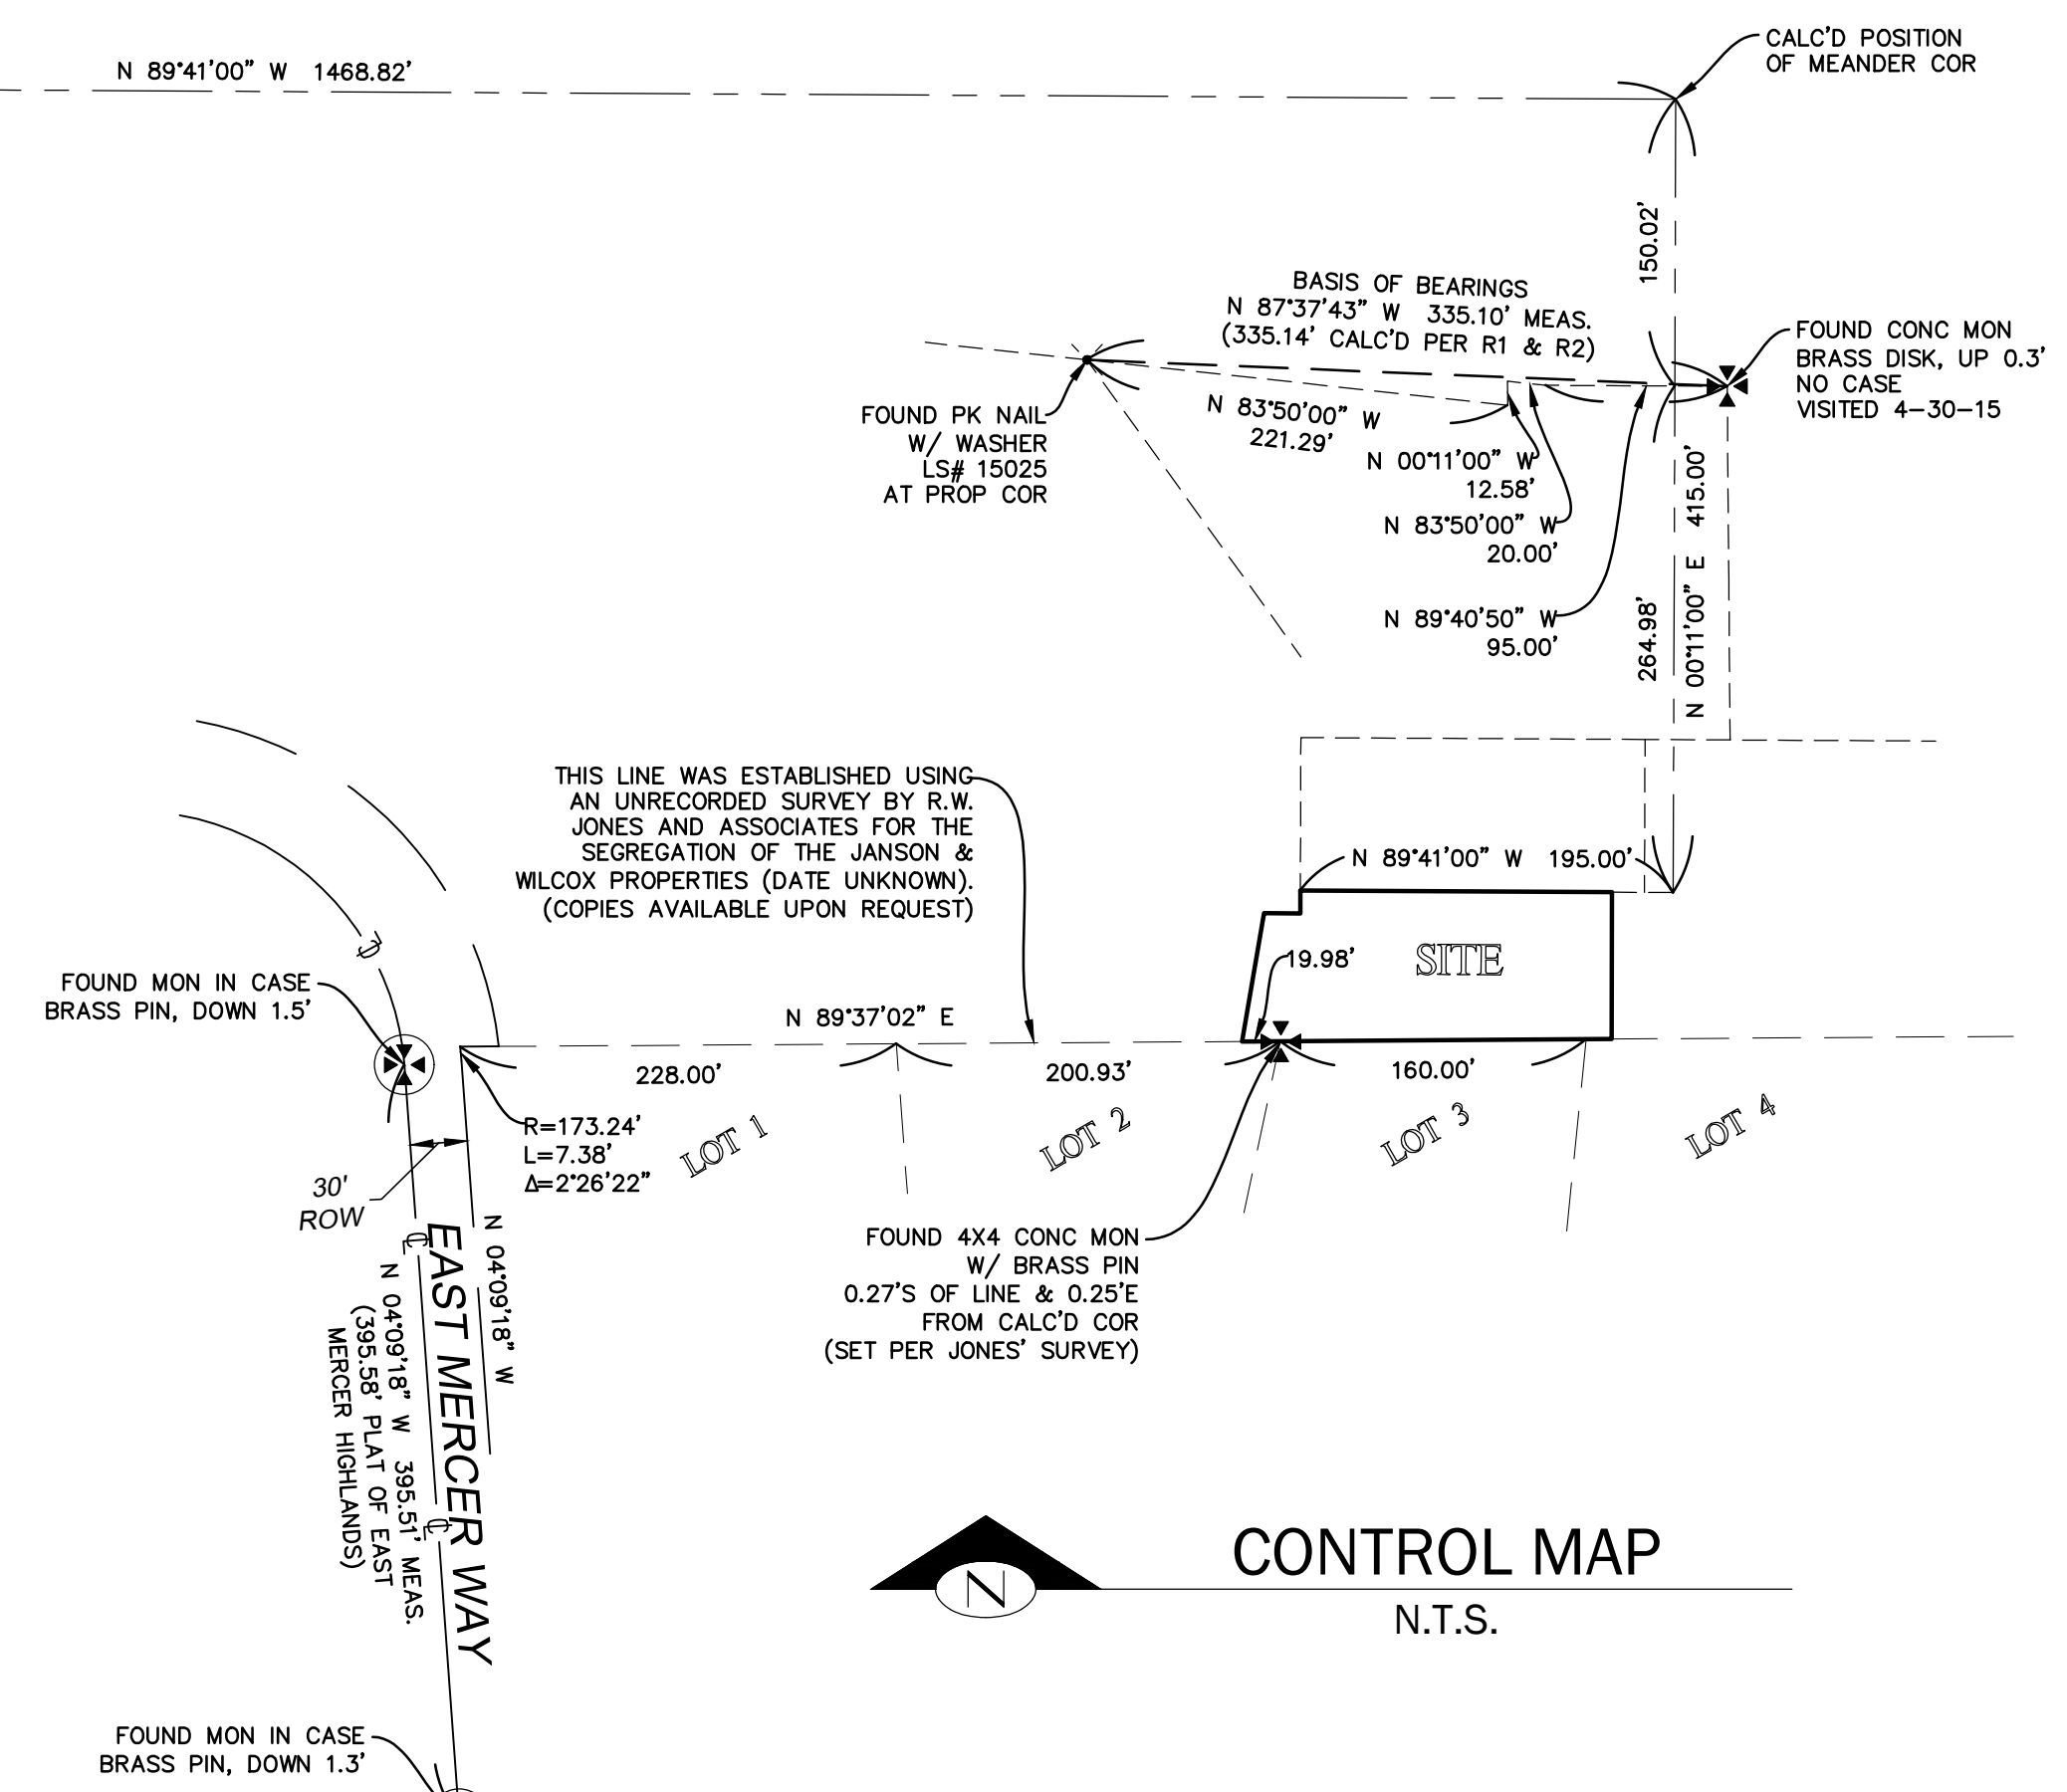 N 89°41'00" W 1468.82'
CALC'D POSITION
OF MEANDER COR
150.02'
BASIS OF BEARINGS
N 87°37'43" W 335.10' MEAS.
(335.14' CALC'D PER R1 & R2)
FOUND CONC MON
BRASS DISK, UP 0.3'
NO CASE
VISITED 4-30-15
FOUND PK NAIL
W/ WASHER
LS# 15025
AT PROP COR
N 83°50'00" W
221.29'
N 00°11'00" W
12.58'
N 83°50'00" W
20.00'
N 89°40'50" W
95.00'
264.98'
N 00°11'00" E 415.00'
THIS LINE WAS ESTABLISHED USING
AN UNRECORDED SURVEY BY R.W.
JONES AND ASSOCIATES FOR THE
SEGREGATION OF THE JANSON &
WILCOX PROPERTIES (DATE UNKNOWN).
(COPIES AVAILABLE UPON REQUEST)
N 89°41'00" W 195.00'
SITE
19.98'
FOUND MON IN CASE
BRASS PIN, DOWN 1.5'
N 89°37'02" E
228.00'
200.93'
160.00'
R=173.24'
L=7.38'
Δ=2°26'22"
LOT 1
LOT 2
LOT 3
LOT 4
30'
ROW
FOUND 4X4 CONC MON
W/ BRASS PIN
0.27'S OF LINE & 0.25'E
FROM CALC'D COR
(SET PER JONES' SURVEY)
N 04°09'18" W
EAST MERCER WAY
N 04°09'18" W 395.51' MEAS.
(395.58' PLAT OF EAST
MERCER HIGHLANDS)
N
CONTROL MAP
N.T.S.
FOUND MON IN CASE
BRASS PIN, DOWN 1.3'